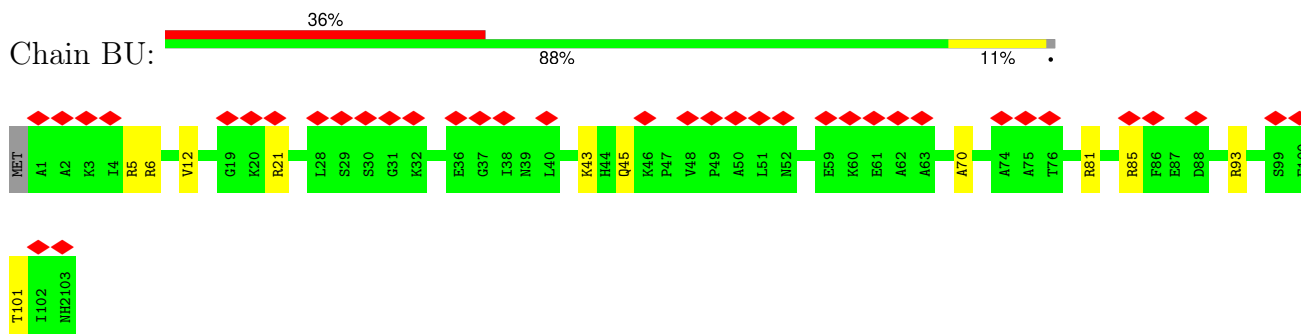 36%
Chain BU:
88% 11% •
MET A1 A2 K3 I4 R5 R6 V12 G19 K20 R21 L28 S29 S30 G31 K32 E36 G37 I38 N39 L40 K43 H44 Q45 K46 P47 V48 P49 A50 L51 N52 E59 K60 E61 A62 A63 A70 A74 A75 T76 R81 R85 F86 E87 D88 R93 S99
T101 I102 NH2103